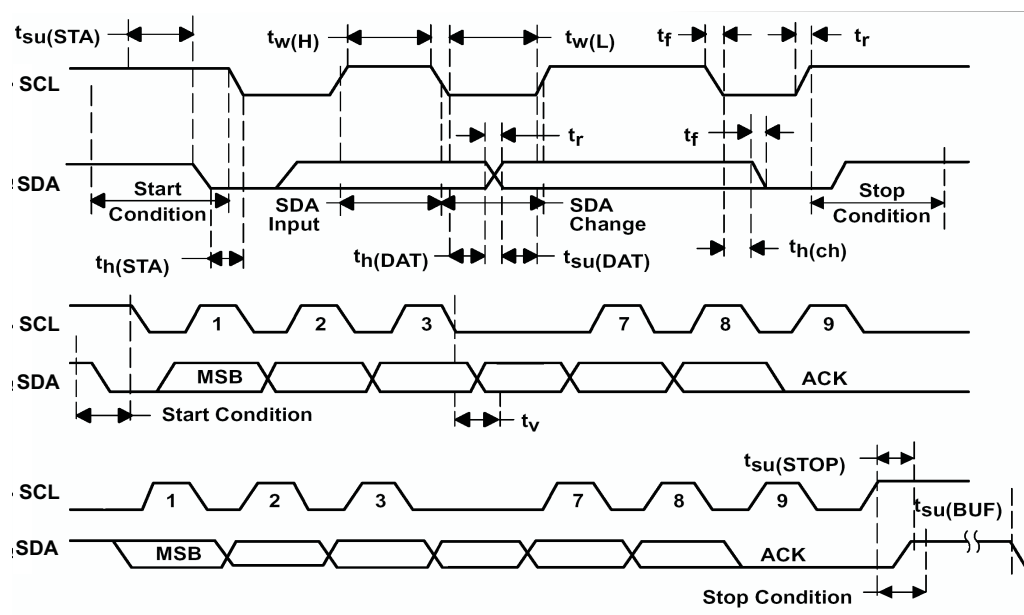 tsu(STA) tw(H) tw(L) tf tr
SCL
tr tf
SDA Start Condition SDA Input SDA Change Stop Condition
th(STA) th(DAT) tsu(DAT) th(ch)
SCL 1 2 3 7 8 9
SDA MSB ACK
Start Condition tv
tsu(STOP)
SCL 1 2 3 7 8 9 tsu(BUF)
SDA MSB ACK
Stop Condition